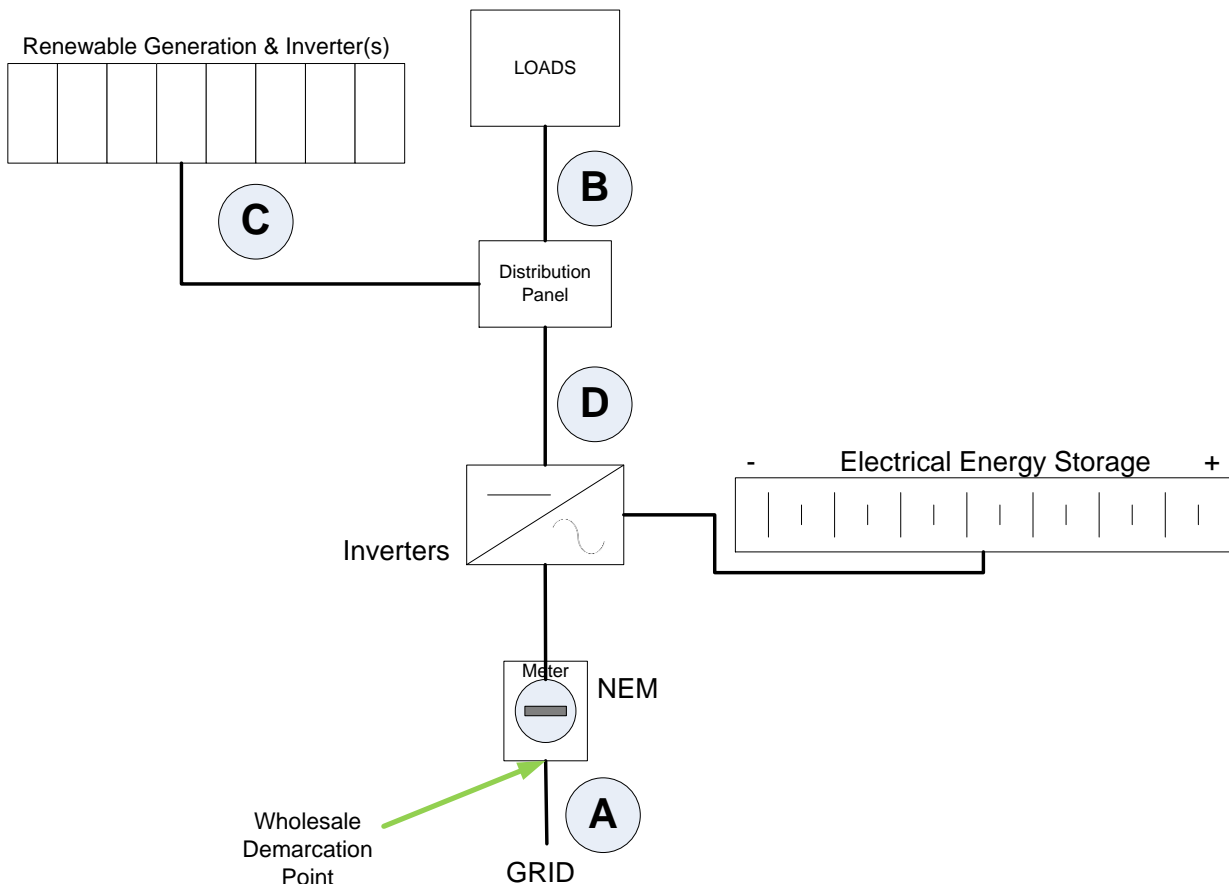 Renewable Generation & Inverter(s)
LOADS
B
C
Distribution
Panel
D
- Electrical Energy Storage +
Inverters
Meter
NEM
A
Wholesale
Demarcation
Point
GRID